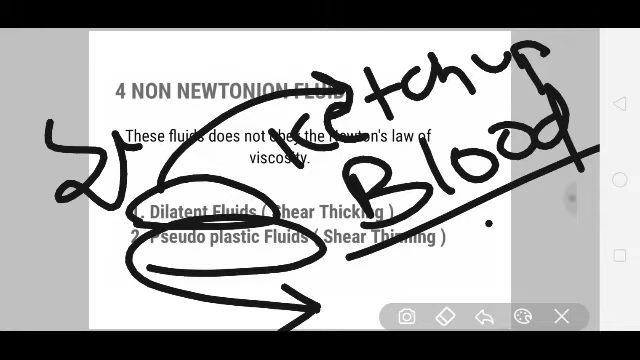 4 NON NEWTONION FLUID
Ketchup
These fluids does not obey the Newton's law of
viscosity.
Blood
1. Dilatent Fluids ( Shear Thicking )
2. Pseudo plastic Fluids ( Shear Thinning )